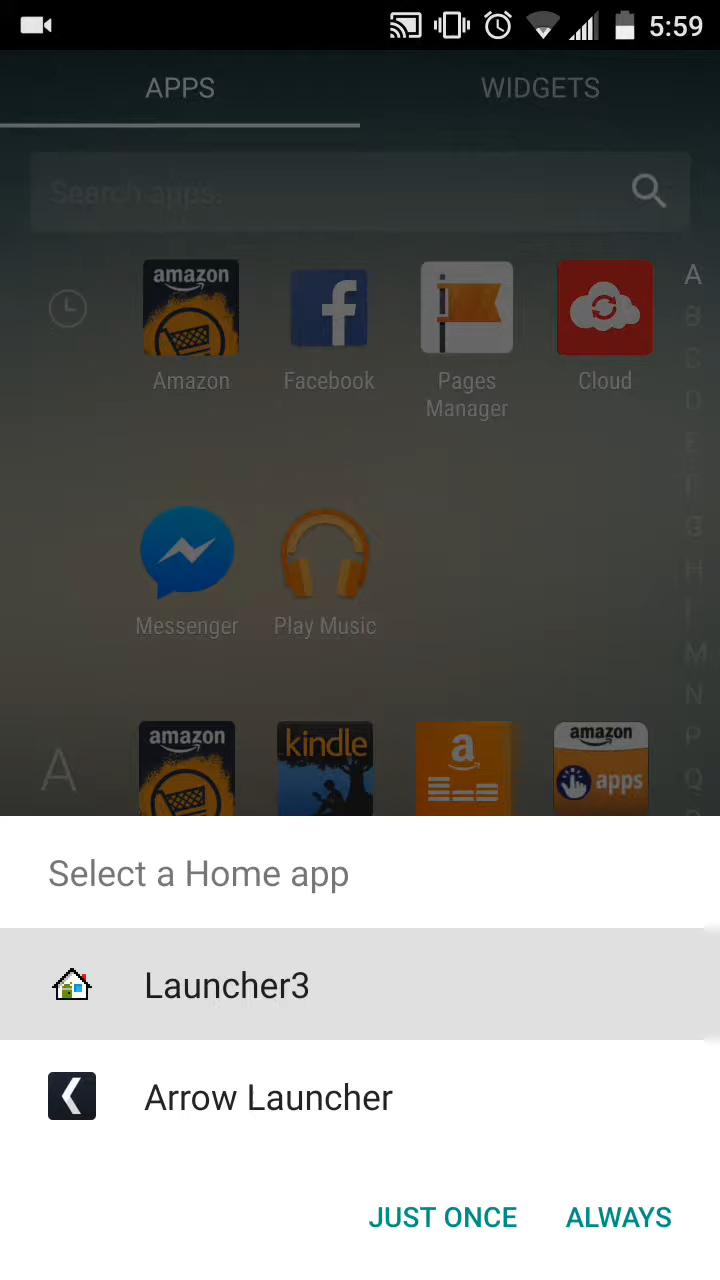 5:59
APPS WIDGETS
Search apps.
amazon
Amazon Facebook Pages Manager Cloud
A
B
C
D
E
F
G
H
I
M
N
P
Q
Messenger Play Music
A
amazon kindle a amazon apps
Select a Home app
Launcher3
Arrow Launcher
JUST ONCE ALWAYS